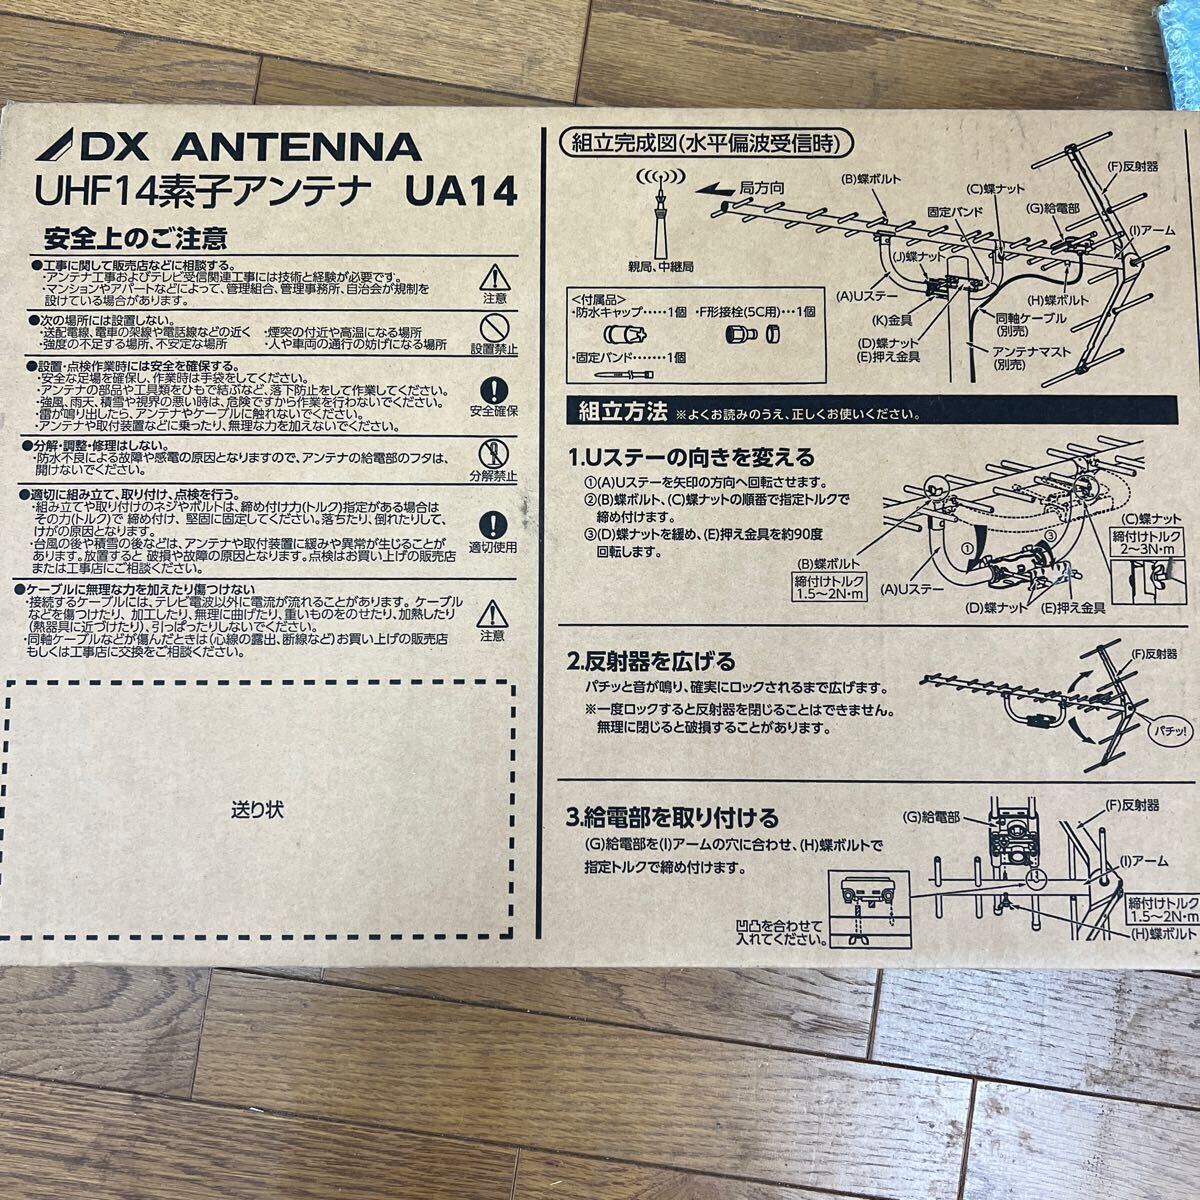 DX ANTENNA
UHF14素子アンテナ UA14
安全上のご注意
●工事に関して販売店などに相談する。
・アンテナ工事およびテレビ受信関連工事には技術と経験が必要です。
・マンションやアパートなどによって、管理組合、管理事務所、自治会が規制を
設けている場合があります。
注意
●次の場所には設置しない。
・送配電線、電車の架線や電話線などの近く ・煙突の付近や高温になる場所
・強度の不足する場所、不安定な場所 ・人や車両の通行の妨げになる場所
設置禁止
●設置・点検作業時には安全を確保する。
・安全な足場を確保し、作業時は手袋をしてください。
・アンテナの部品や工具類をひもで結ぶなど、落下防止をして作業してください。
・強風、雨天、積雪や視界の悪い時は、危険ですから作業を行わないでください。
・雷が鳴り出したら、アンテナやケーブルに触れないでください。
・アンテナや取付装置などに乗ったり、無理な力を加えないでください。
安全確保
●分解・調整・修理はしない。
・防水不良による故障や感電の原因となりますので、アンテナの給電部のフタは、
開けないでください。
分解禁止
●適切に組み立て、取り付け、点検を行う。
・組み立てや取り付けのネジやボルトは、締め付け力(トルク)指定がある場合は
その力(トルク)で 締め付け、堅固に固定してください。落ちたり、倒れたりして、
けがの原因となります。
・台風の後や積雪の後などは、アンテナや取付装置に緩みや異常が生じることが
あります。放置すると 破損や故障の原因となります。点検はお買い上げの販売店
または工事店にご相談ください。
適切使用
●ケーブルに無理な力を加えたり傷つけない
・接続するケーブルには、テレビ電波以外に電流が流れることがあります。ケーブル
などを傷つけたり、加工したり、無理に曲げたり、重いものをのせたり、加熱したり
(熱器具に近づけたり)、引っぱったりしないでください。
・同軸ケーブルなどが傷んだときは(心線の露出、断線など)お買い上げの販売店
もしくは工事店に交換をご相談ください。
注意
送り状
組立完成図(水平偏波受信時)
局方向
親局、中継局
(B)蝶ボルト
(C)蝶ナット
固定バンド
(G)給電部
(F)反射器
(I)アーム
(J)蝶ナット
(A)Uステー
(K)金具
(D)蝶ナット
(E)押え金具
(H)蝶ボルト
同軸ケーブル
(別売)
アンテナマスト
(別売)
<付属品>
・防水キャップ・・・・・1個 ・F形接栓(5C用)・・・1個
・固定バンド・・・・・・・1個
組立方法 ※よくお読みのうえ、正しくお使いください。
1.Uステーの向きを変える
①(A)Uステーを矢印の方向へ回転させます。
②(B)蝶ボルト、(C)蝶ナットの順番で指定トルクで
締め付けます。
③(D)蝶ナットを緩め、(E)押え金具を約90度
回転します。
(B)蝶ボルト
締付けトルク
1.5〜2N・m
(A)Uステー
①
③
(D)蝶ナット
(E)押え金具
(C)蝶ナット
締付けトルク
2〜3N・m
2.反射器を広げる
パチッと音が鳴り、確実にロックされるまで広げます。
※一度ロックすると反射器を閉じることはできません。
無理に閉じると破損することがあります。
(F)反射器
パチッ!
3.給電部を取り付ける
(G)給電部を(I)アームの穴に合わせ、(H)蝶ボルトで
指定トルクで締め付けます。
凹凸を合わせて
入れてください。
(G)給電部
(F)反射器
(I)アーム
締付けトルク
1.5〜2N・m
(H)蝶ボルト